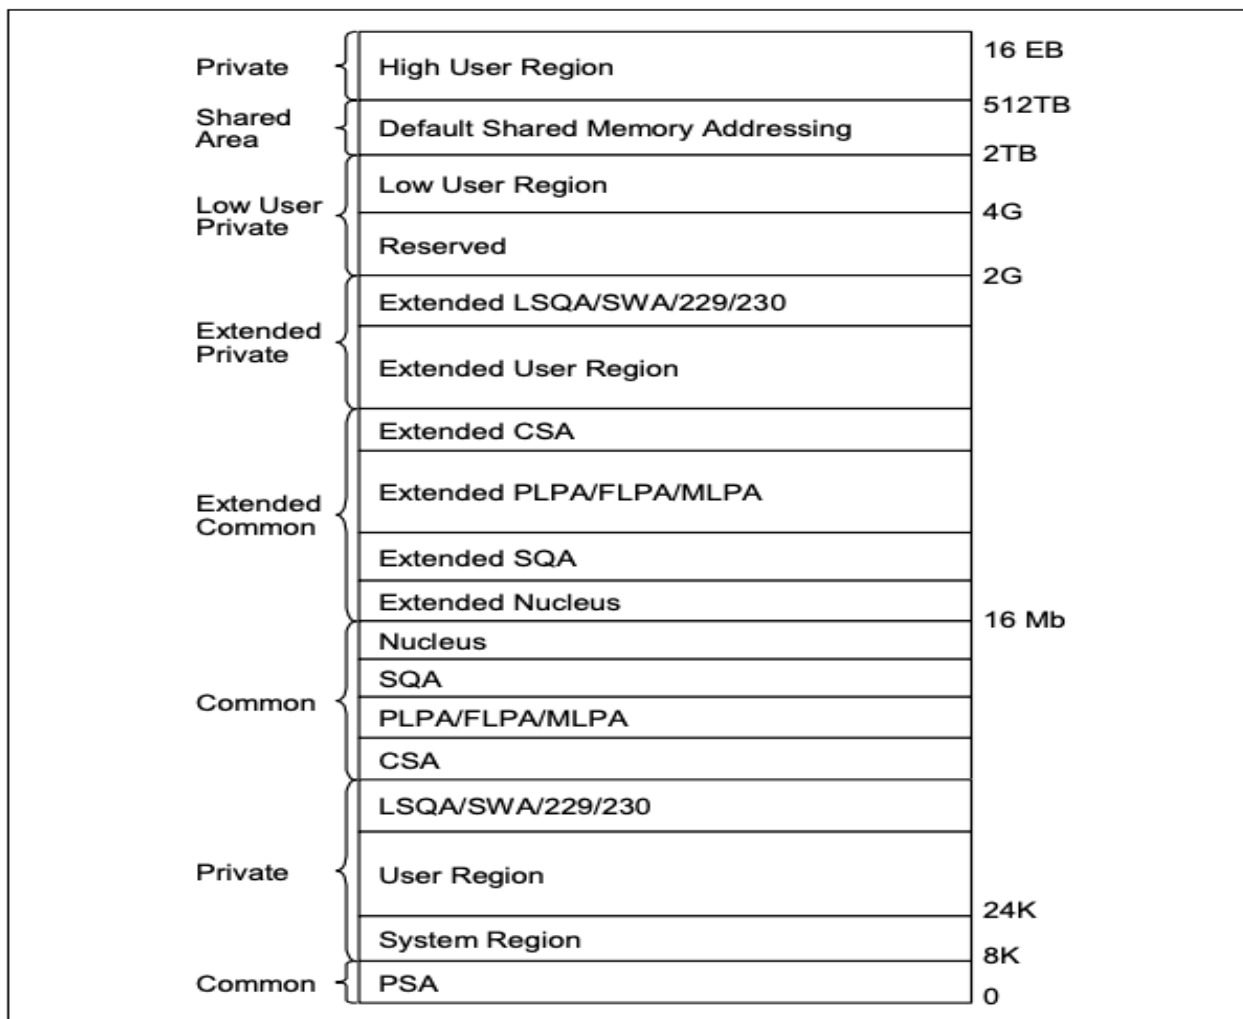 16 EB
Private
High User Region
512TB
Shared
Area
Default Shared Memory Addressing
2TB
Low User Region
Low User
Private
4G
Reserved
2G
Extended LSQA/SWA/229/230
Extended
Private
Extended User Region
Extended CSA
Extended PLPA/FLPA/MLPA
Extended
Common
Extended SQA
Extended Nucleus
16 Mb
Nucleus
SQA
Common
PLPA/FLPA/MLPA
CSA
LSQA/SWA/229/230
Private
User Region
24K
System Region
8K
Common
PSA
0